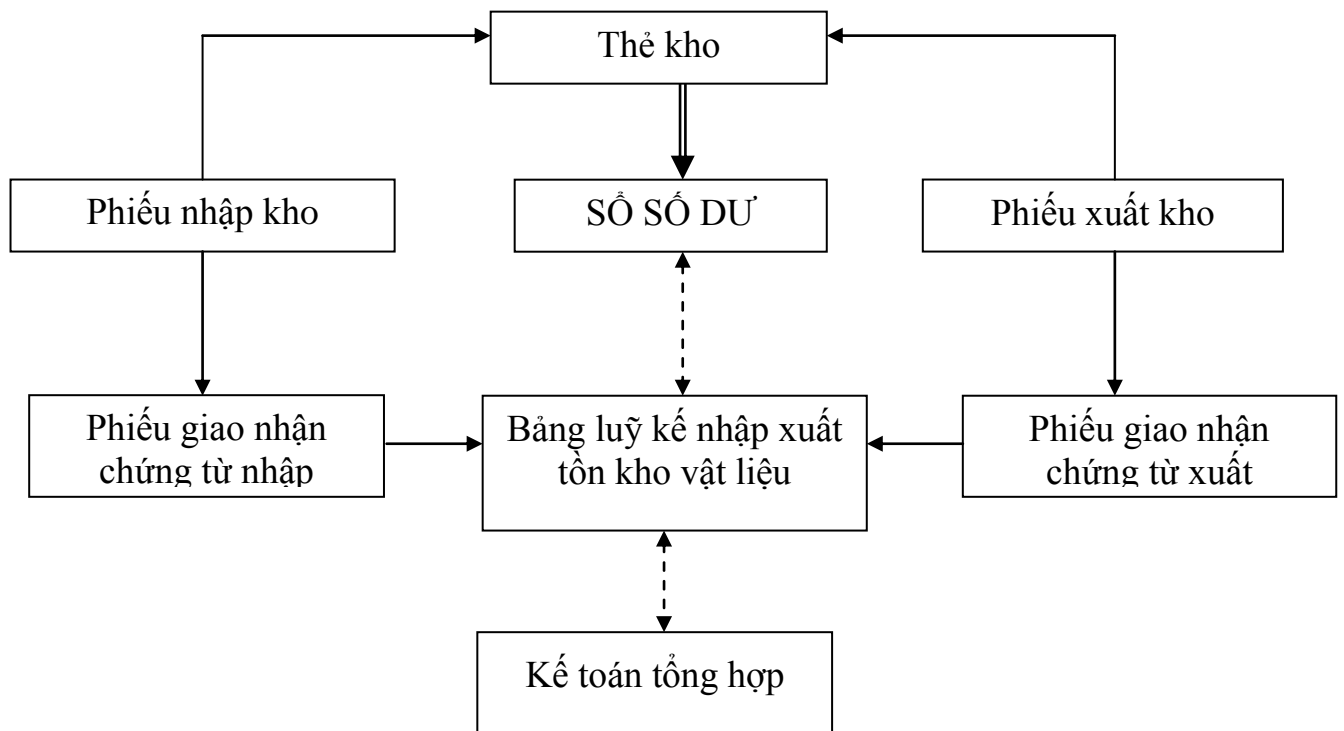 Thẻ kho
Phiếu nhập kho
SỔ SỐ DƯ
Phiếu xuất kho
Phiếu giao nhận
chứng từ nhập
Bảng luỹ kế nhập xuất
tồn kho vật liệu
Phiếu giao nhận
chứng từ xuất
Kế toán tổng hợp